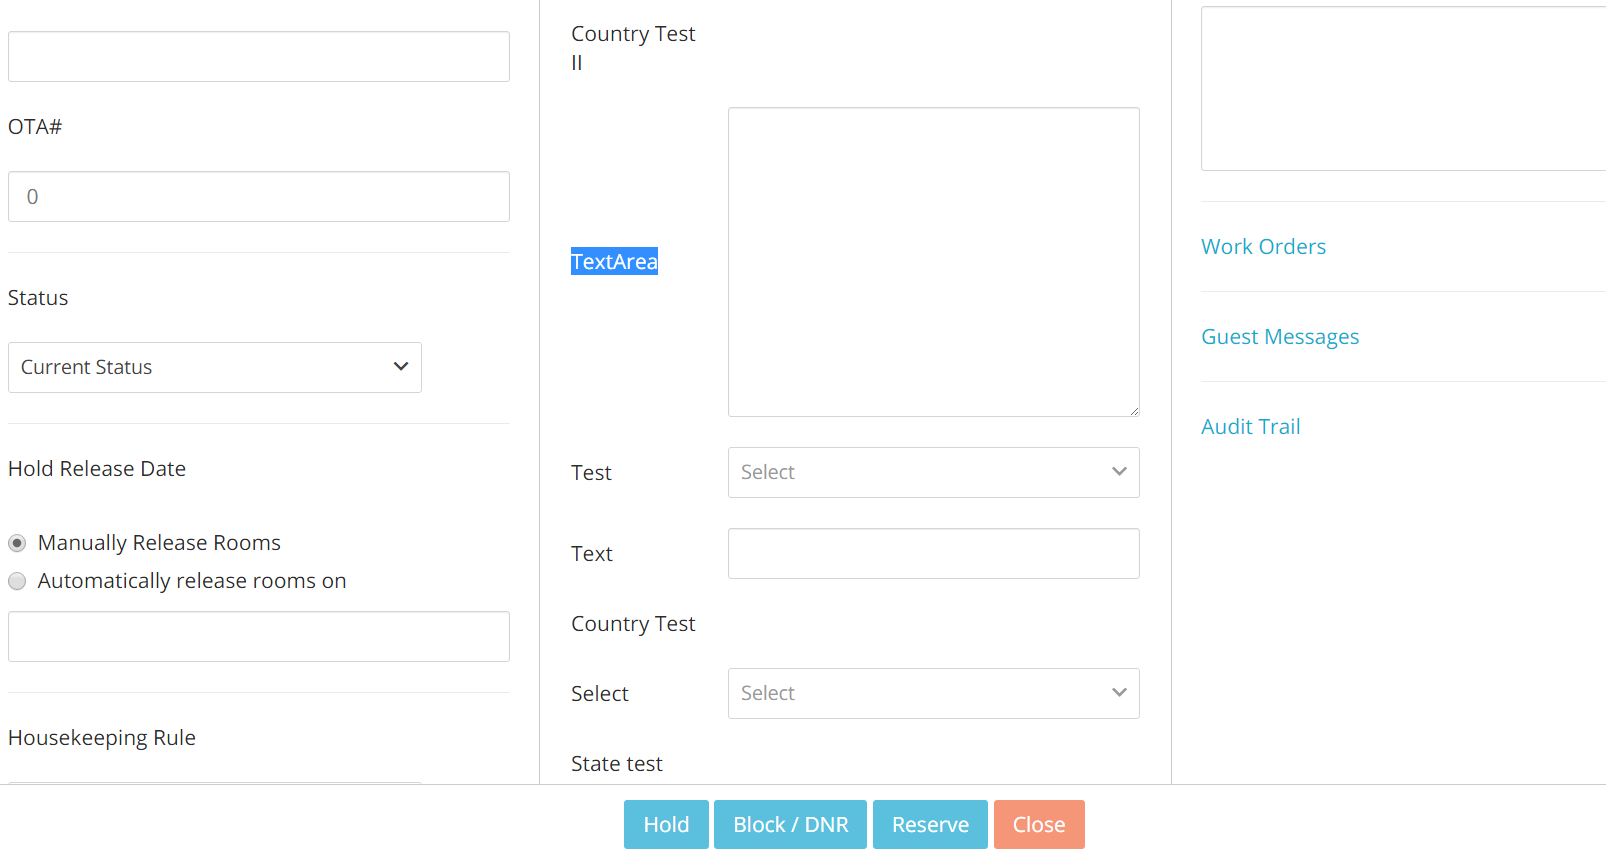 OTA#
0
Status
Current Status
Hold Release Date
Manually Release Rooms
Automatically release rooms on
Housekeeping Rule
Country Test
II
TextArea
Test
Select
Text
Country Test
Select
Select
State test
Work Orders
Guest Messages
Audit Trail
Hold
Block / DNR
Reserve
Close